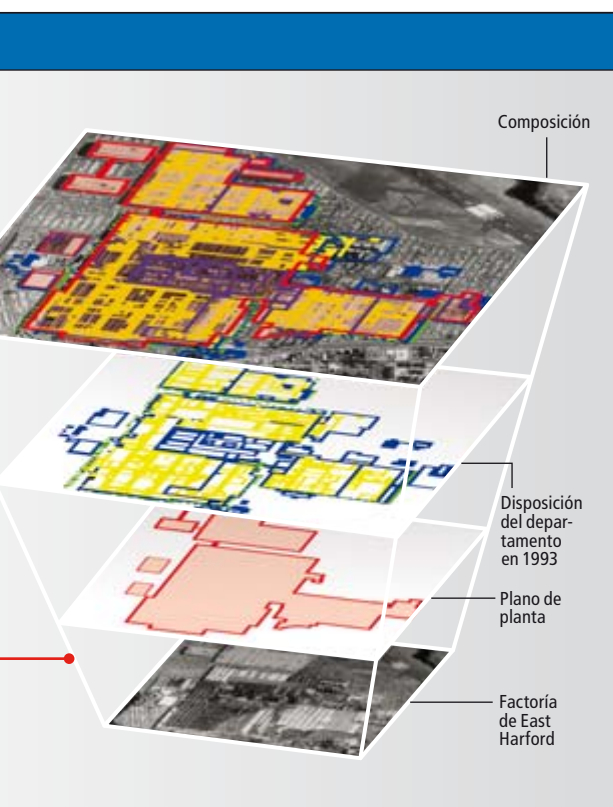 Composición
Disposición
del depar-
tamento
en 1993
Plano de
planta
Factoría
de East
Harford